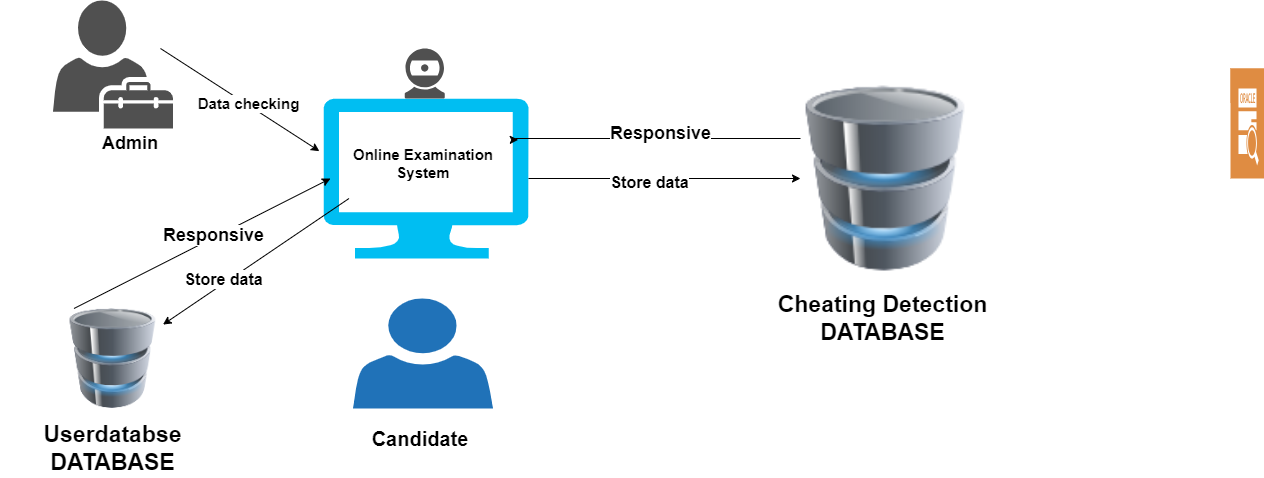 ORACLE
Data checking
Admin
Responsive
Online Examination
System
Store data
Responsive
Store data
Cheating Detection
DATABASE
Userdatabse
DATABASE
Candidate